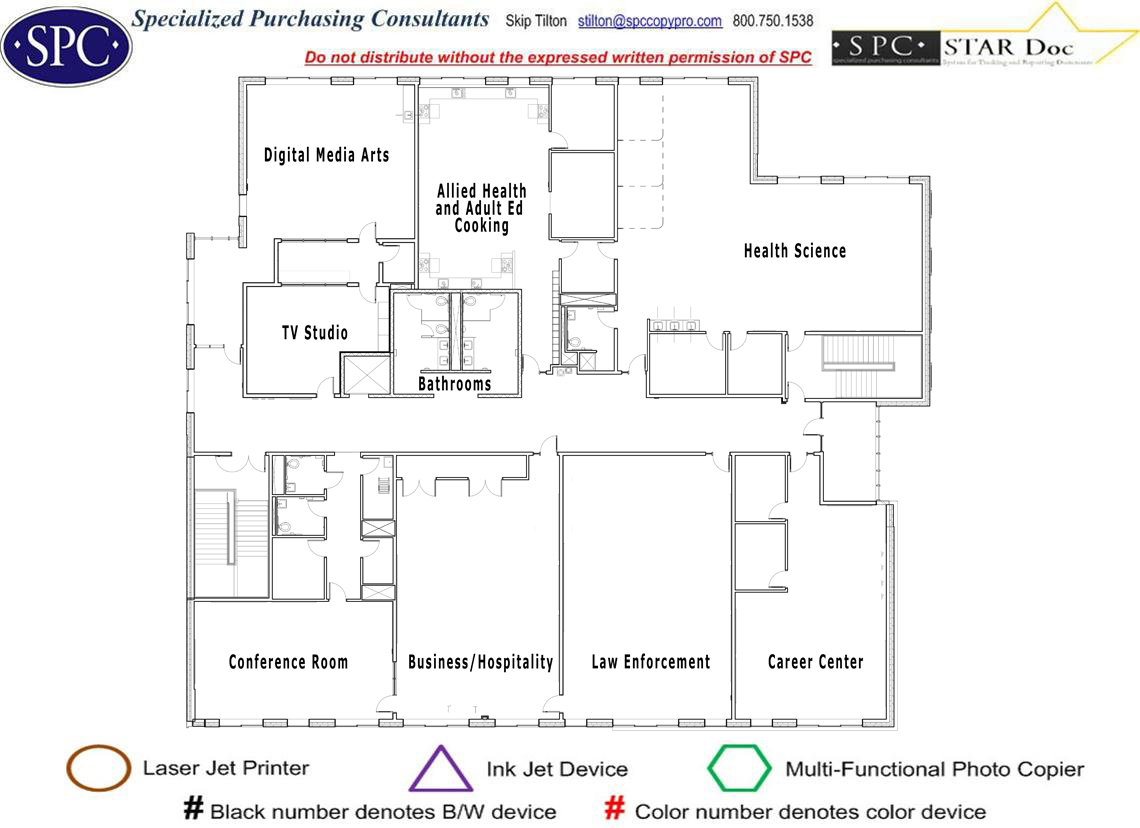 SPC
Specialized Purchasing Consultants Skip Tilton stilton@spccopypro.com 800.750.1538
Do not distribute without the expressed written permission of SPC
SPC STAR Doc
specialized purchasing consultants System for Tracking and Reporting Documents
Digital Media Arts
Allied Health
and Adult Ed
Cooking
Health Science
TV Studio
Bathrooms
Conference Room
Business/Hospitality
Law Enforcement
Career Center
Laser Jet Printer
Ink Jet Device
Multi-Functional Photo Copier
# Black number denotes B/W device
# Color number denotes color device